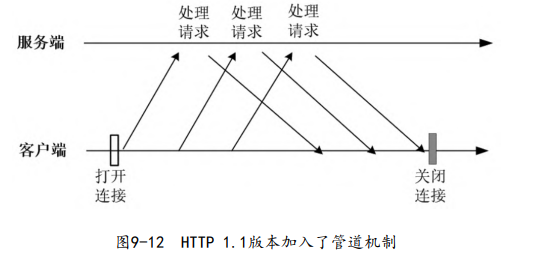 处理 处理 处理
请求 请求 请求
服务端
客户端
打开 关闭
连接 连接
图9-12 HTTP 1.1版本加入了管道机制